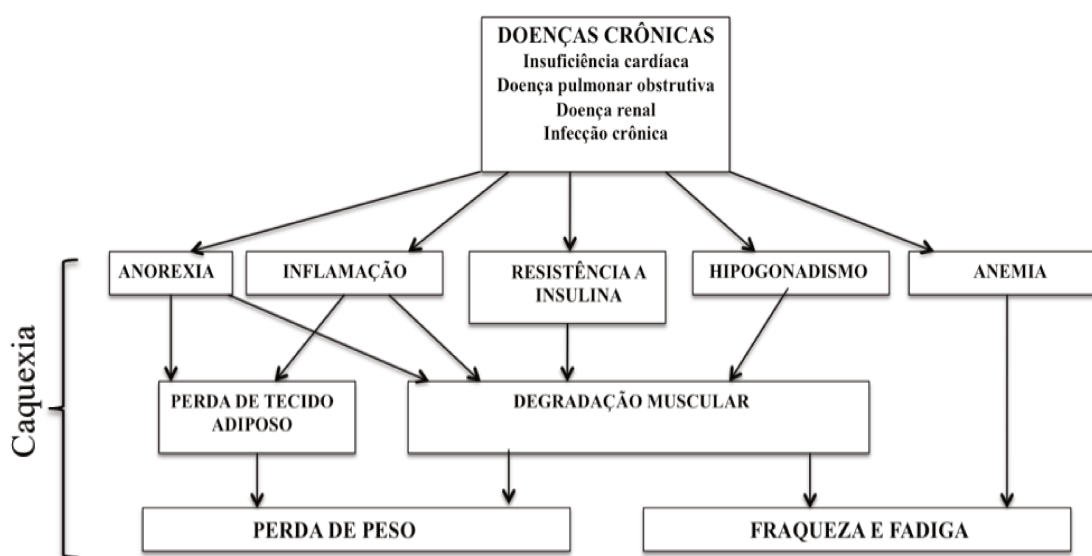 DOENÇAS CRÔNICAS
Insuficiência cardíaca
Doença pulmonar obstrutiva
Doença renal
Infecção crônica
ANOREXIA
INFLAMAÇÃO
RESISTÊNCIA A
INSULINA
HIPOGONADISMO
ANEMIA
Caquexia
PERDA DE TECIDO
ADIPOSO
DEGRADAÇÃO MUSCULAR
PERDA DE PESO
FRAQUEZA E FADIGA